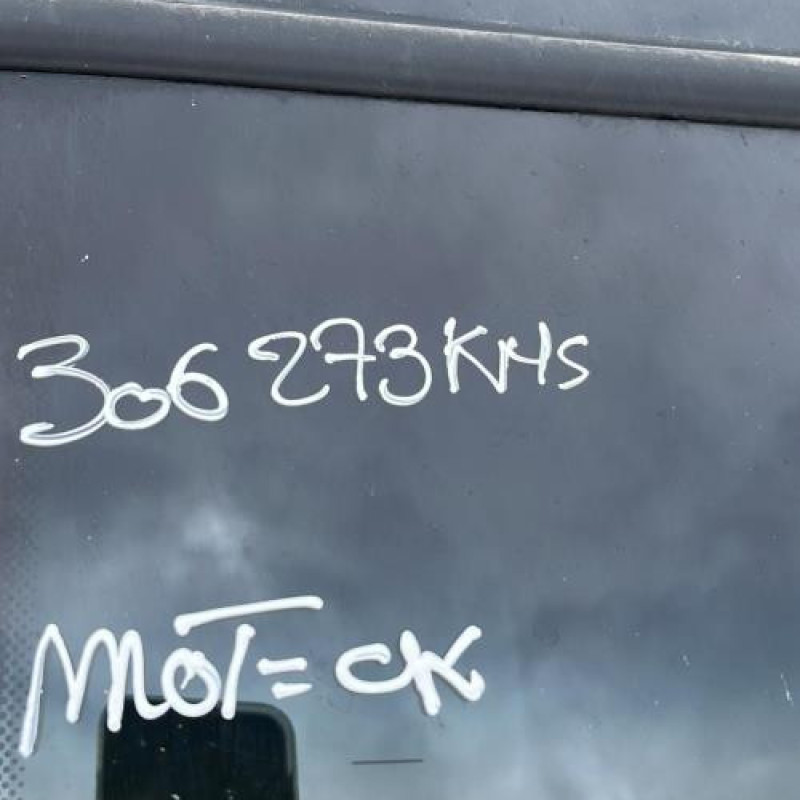 306 273 KMS
MOT = OK